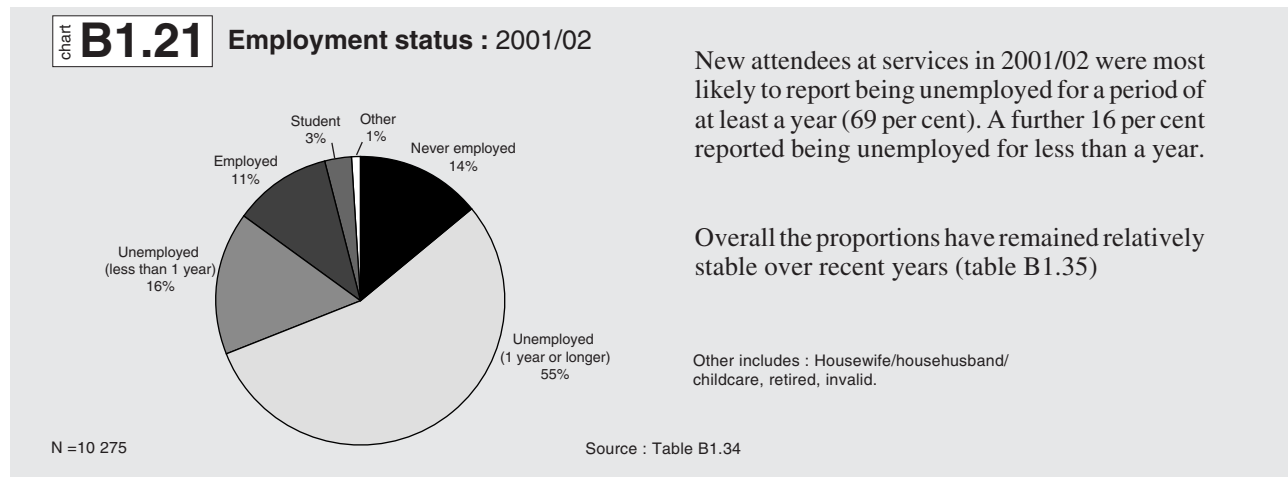 chart B1.21 Employment status : 2001/02
New attendees at services in 2001/02 were most
likely to report being unemployed for a period of
at least a year (69 per cent). A further 16 per cent
reported being unemployed for less than a year.
Overall the proportions have remained relatively
stable over recent years (table B1.35)
Student
3%
Other
1%
Never employed
14%
Employed
11%
Unemployed
(less than 1 year)
16%
Unemployed
(1 year or longer)
55%
Other includes : Housewife/househusband/
childcare, retired, invalid.
N =10 275
Source : Table B1.34